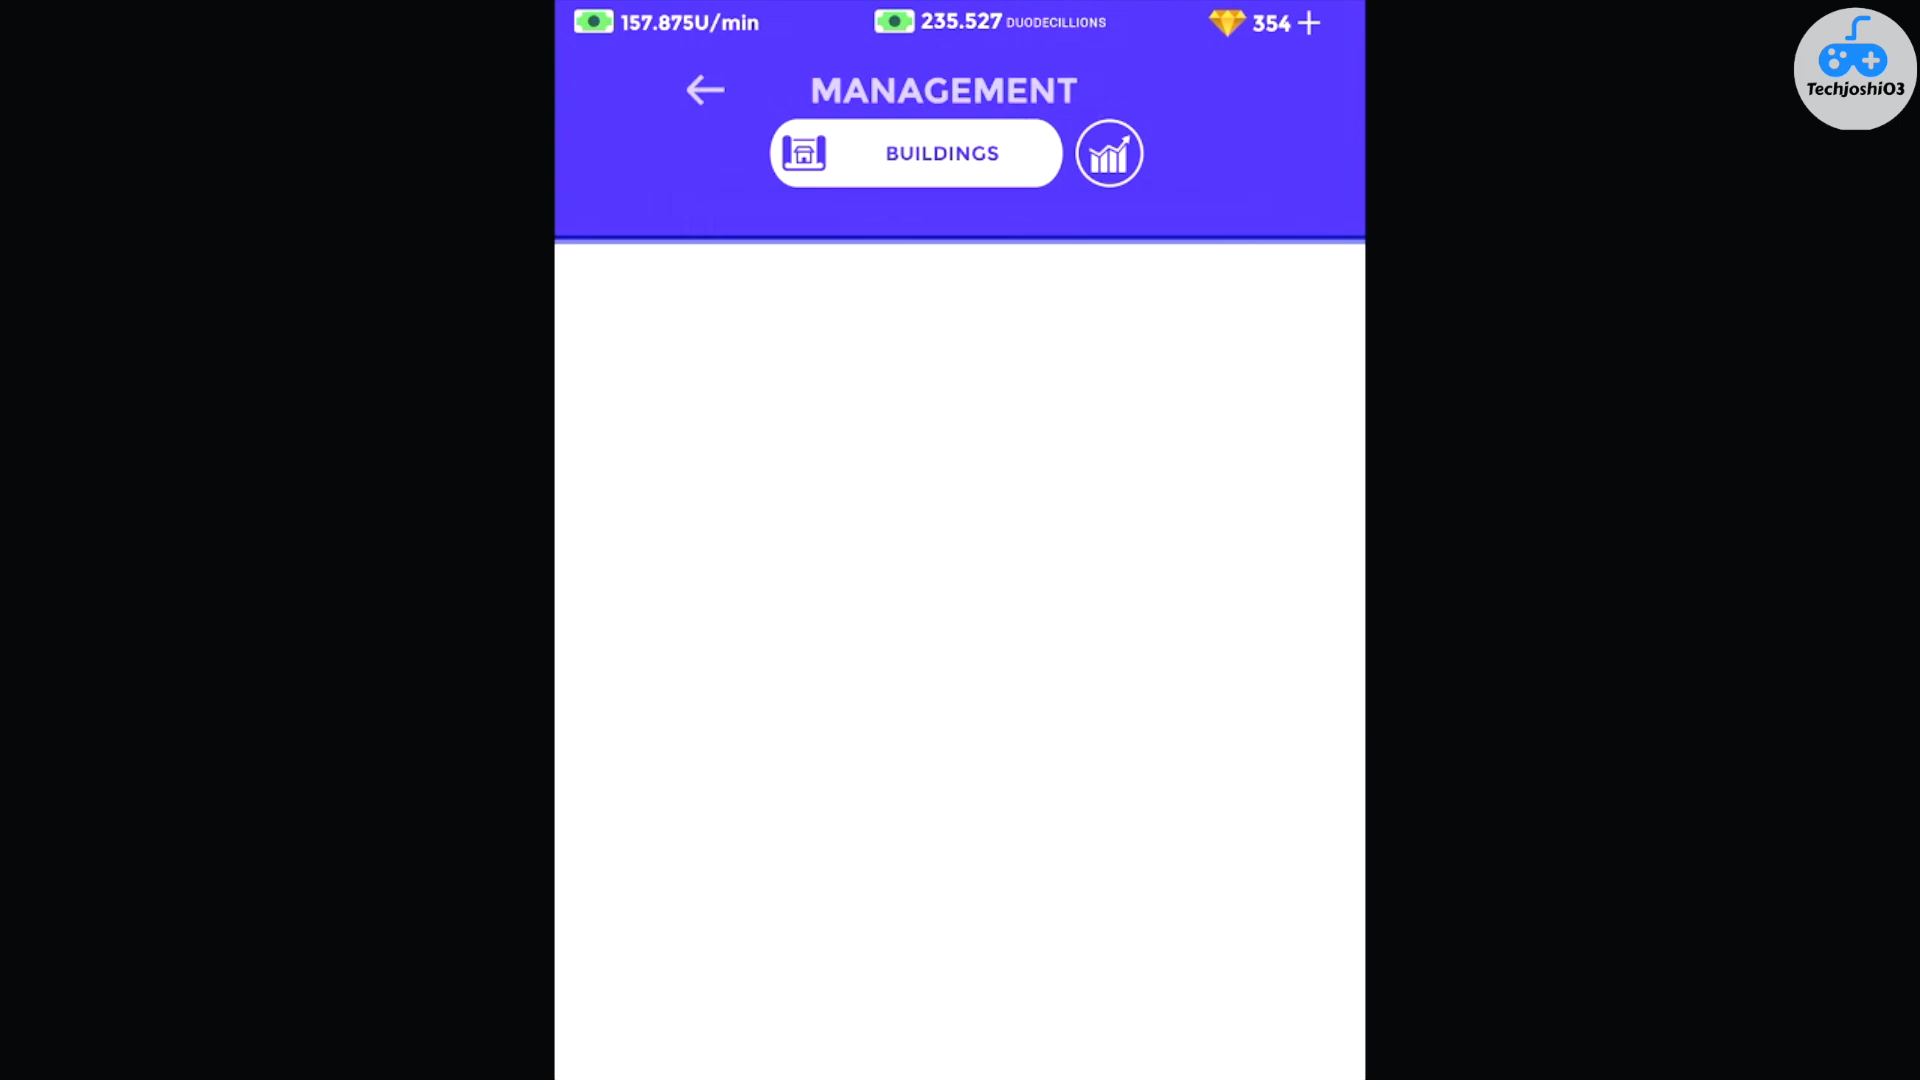 157.875U/min
235.527 DUODECILLIONS
354
MANAGEMENT
BUILDINGS
Techjoshi03